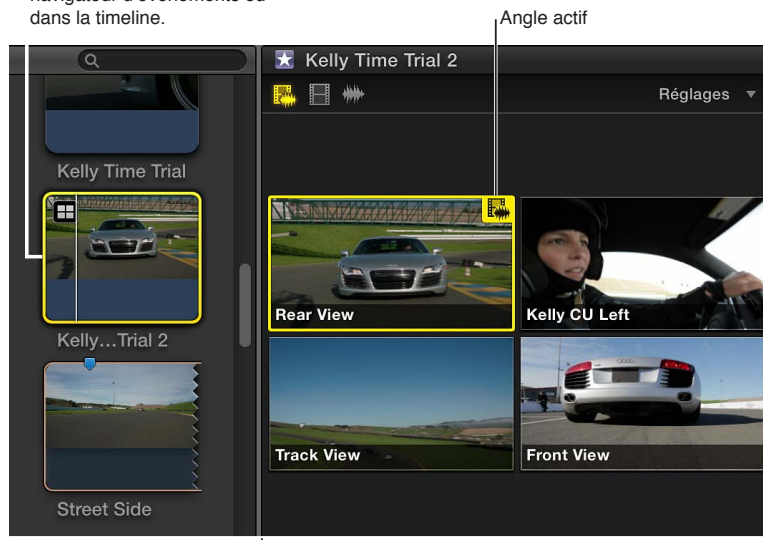 dans la timeline.
Angle actif
Kelly Time Trial 2
Réglages
Kelly Time Trial
Kelly…Trial 2
Street Side
Rear View
Kelly CU Left
Track View
Front View